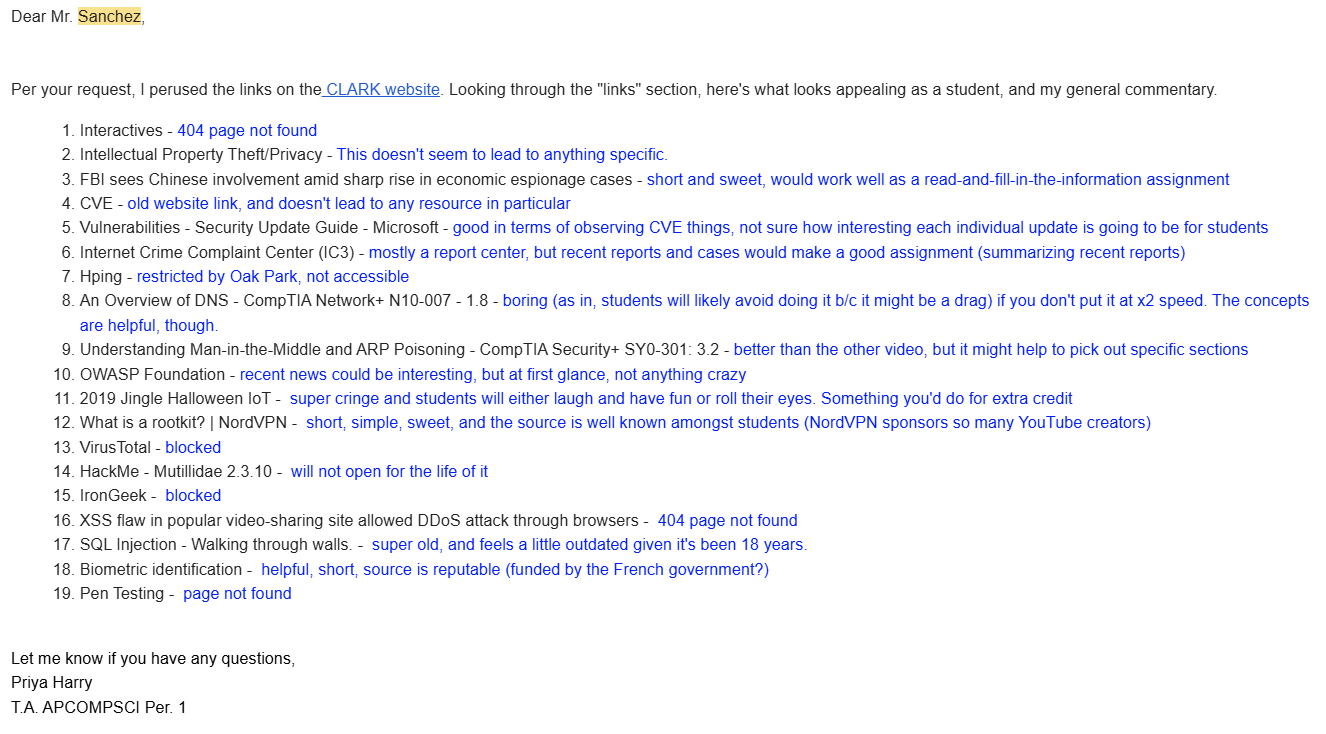 Dear Mr. Sanchez,
Per your request, I perused the links on the CLARK website. Looking through the "links" section, here's what looks appealing as a student, and my general commentary.
1. Interactives - 404 page not found
2. Intellectual Property Theft/Privacy - This doesn't seem to lead to anything specific.
3. FBI sees Chinese involvement amid sharp rise in economic espionage cases - short and sweet, would work well as a read-and-fill-in-the-information assignment
4. CVE - old website link, and doesn't lead to any resource in particular
5. Vulnerabilities - Security Update Guide - Microsoft - good in terms of observing CVE things, not sure how interesting each individual update is going to be for students
6. Internet Crime Complaint Center (IC3) - mostly a report center, but recent reports and cases would make a good assignment (summarizing recent reports)
7. Hping - restricted by Oak Park, not accessible
8. An Overview of DNS - CompTIA Network+ N10-007 - 1.8 - boring (as in, students will likely avoid doing it b/c it might be a drag) if you don't put it at x2 speed. The concepts
are helpful, though.
9. Understanding Man-in-the-Middle and ARP Poisoning - CompTIA Security+ SY0-301: 3.2 - better than the other video, but it might help to pick out specific sections
10. OWASP Foundation - recent news could be interesting, but at first glance, not anything crazy
11. 2019 Jingle Halloween IoT - super cringe and students will either laugh and have fun or roll their eyes. Something you'd do for extra credit
12. What is a rootkit? | NordVPN - short, simple, sweet, and the source is well known amongst students (NordVPN sponsors so many YouTube creators)
13. VirusTotal - blocked
14. HackMe - Mutillidae 2.3.10 - will not open for the life of it
15. IronGeek - blocked
16. XSS flaw in popular video-sharing site allowed DDoS attack through browsers - 404 page not found
17. SQL Injection - Walking through walls. - super old, and feels a little outdated given it's been 18 years.
18. Biometric identification - helpful, short, source is reputable (funded by the French government?)
19. Pen Testing - page not found
Let me know if you have any questions,
Priya Harry
T.A. APCOMPSCI Per. 1